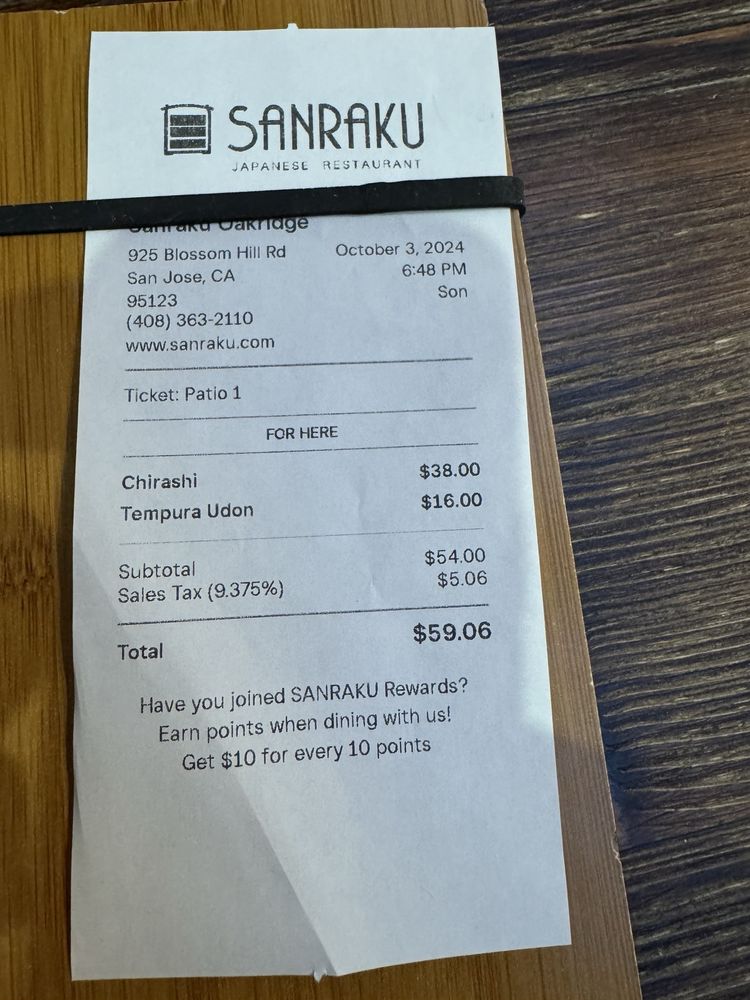 SANRAKU
JAPANESE RESTAURANT
Sanraku Oakridge
925 Blossom Hill Rd
October 3, 2024
San Jose, CA
6:48 PM
95123
Son
(408) 363-2110
www.sanraku.com
Ticket: Patio 1
FOR HERE
Chirashi $38.00
Tempura Udon $16.00
Subtotal $54.00
Sales Tax (9.375%) $5.06
Total $59.06
Have you joined SANRAKU Rewards?
Earn points when dining with us!
Get $10 for every 10 points